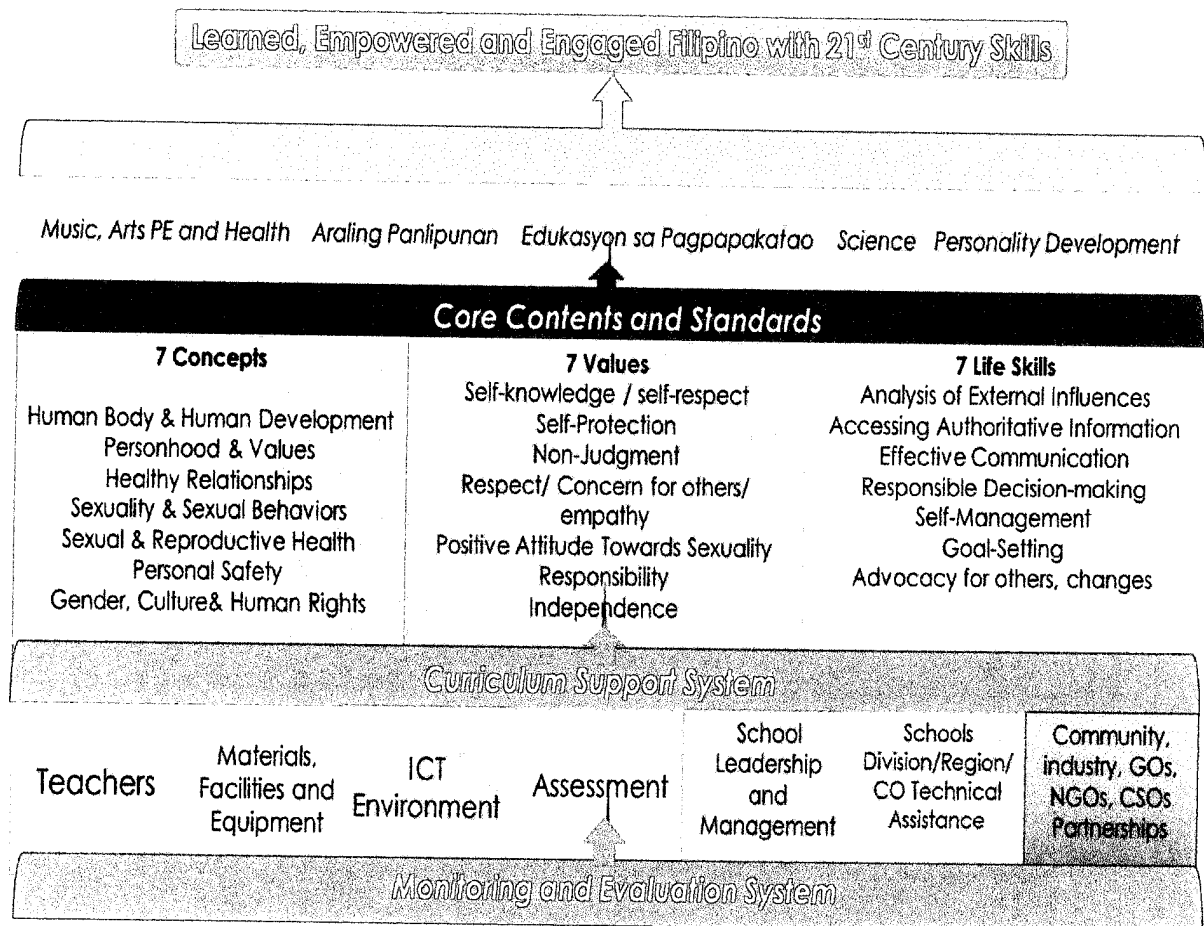 Learned, Empowered and Engaged Filipino with 21st Century Skills
Music, Arts PE and Health Araling Panlipunan Edukasyon sa Pagpapakatao Science Personality Development
Core Contents and Standards
7 Concepts
Human Body & Human Development
Personhood & Values
Healthy Relationships
Sexuality & Sexual Behaviors
Sexual & Reproductive Health
Personal Safety
Gender, Culture& Human Rights
7 Values
Self-knowledge / self-respect
Self-Protection
Non-Judgment
Respect/ Concern for others/
empathy
Positive Attitude Towards Sexuality
Responsibility
Independence
7 Life Skills
Analysis of External Influences
Accessing Authoritative Information
Effective Communication
Responsible Decision-making
Self-Management
Goal-Setting
Advocacy for others, changes
Curriculum Support System
Teachers
Materials,
Facilities and
Equipment
ICT
Environment
Assessment
School
Leadership
and
Management
Schools
Division/Region/
CO Technical
Assistance
Community,
industry, GOs,
NGOs, CSOs
Partnerships
Monitoring and Evaluation System